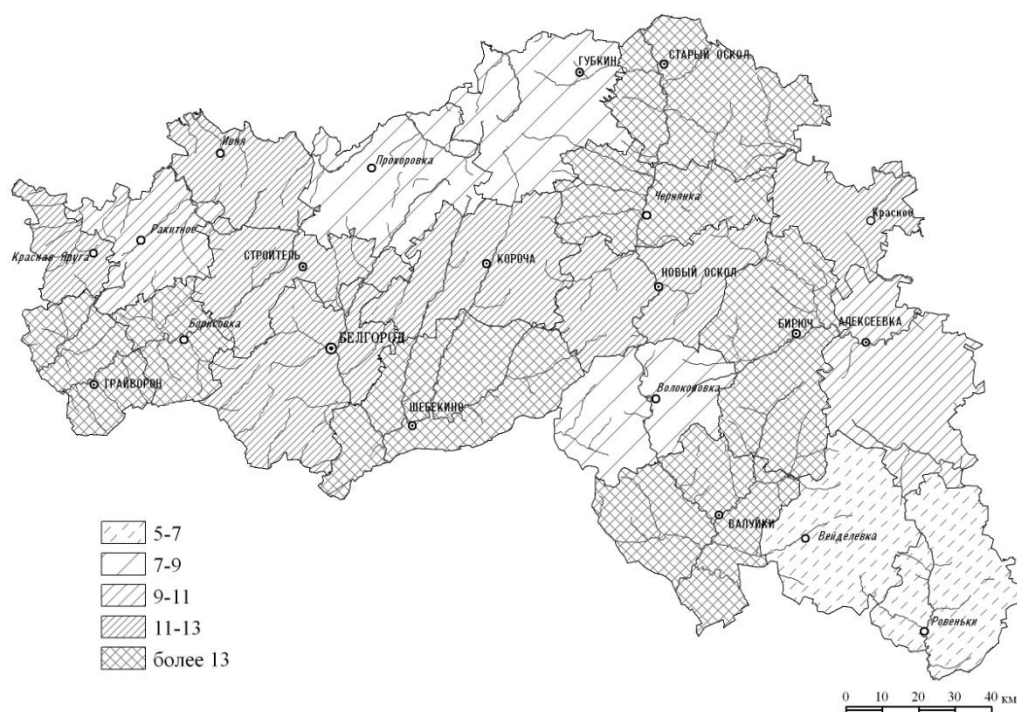 ГУБКИН
СТАРЫЙ ОСКОЛ
Ивня
Прохоровка
Чернянка
Красное
Ракитное
Красная Яруга
СТРОИТЕЛЬ
КОРОЧА
НОВЫЙ ОСКОЛ
БИРЮЧ
АЛЕКСЕЕВКА
Борисовка
БЕЛГОРОД
ГРАЙВОРОН
Волоконовка
ШЕБЕКИНО
ВАЛУЙКИ
Вейделевка
Ровеньки
5-7
7-9
9-11
11-13
более 13
0 10 20 30 40 км